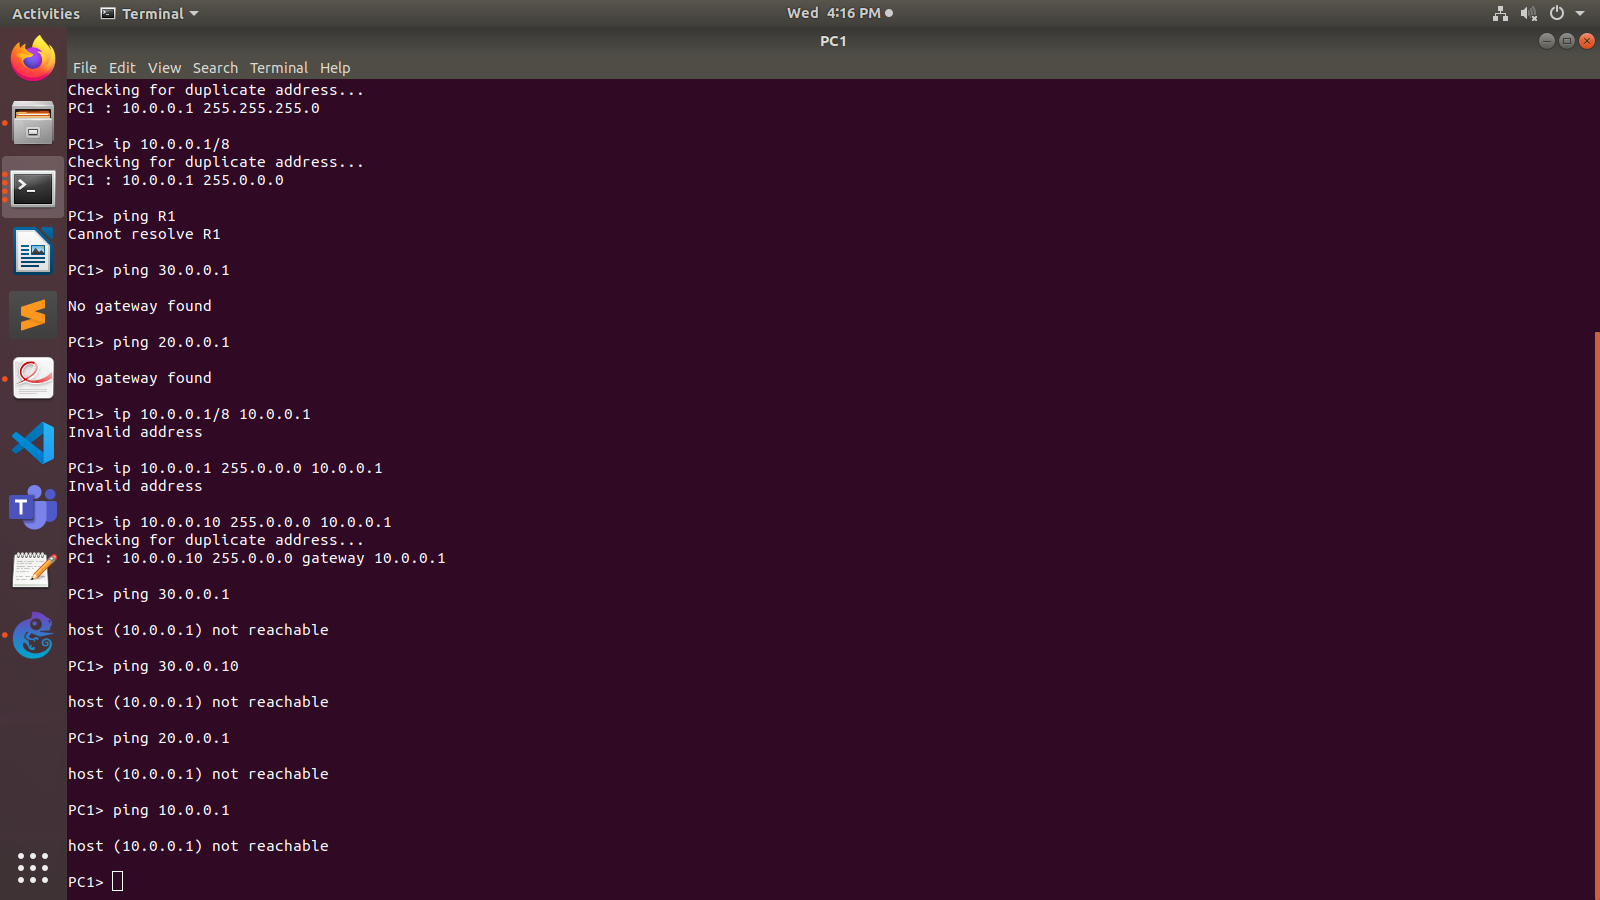 Activities Terminal Wed 4:16 PM
PC1
File Edit View Search Terminal Help
Checking for duplicate address...
PC1 : 10.0.0.1 255.255.255.0
PC1> ip 10.0.0.1/8
Checking for duplicate address...
PC1 : 10.0.0.1 255.0.0.0
PC1> ping R1
Cannot resolve R1
PC1> ping 30.0.0.1
No gateway found
PC1> ping 20.0.0.1
No gateway found
PC1> ip 10.0.0.1/8 10.0.0.1
Invalid address
PC1> ip 10.0.0.1 255.0.0.0 10.0.0.1
Invalid address
PC1> ip 10.0.0.10 255.0.0.0 10.0.0.1
Checking for duplicate address...
PC1 : 10.0.0.10 255.0.0.0 gateway 10.0.0.1
PC1> ping 30.0.0.1
host (10.0.0.1) not reachable
PC1> ping 30.0.0.10
host (10.0.0.1) not reachable
PC1> ping 20.0.0.1
host (10.0.0.1) not reachable
PC1> ping 10.0.0.1
host (10.0.0.1) not reachable
PC1>